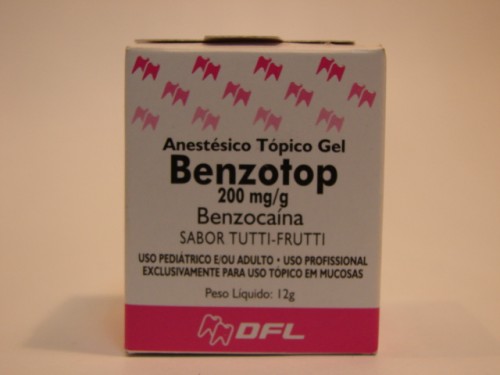 Anestésico Tópico Gel
Benzotop
200 mg/g
Benzocaína
SABOR TUTTI-FRUTTI
USO PEDIÁTRICO E/OU ADULTO • USO PROFISSIONAL
EXCLUSIVAMENTE PARA USO TÓPICO EM MUCOSAS
Peso Líquido: 12g
DFL